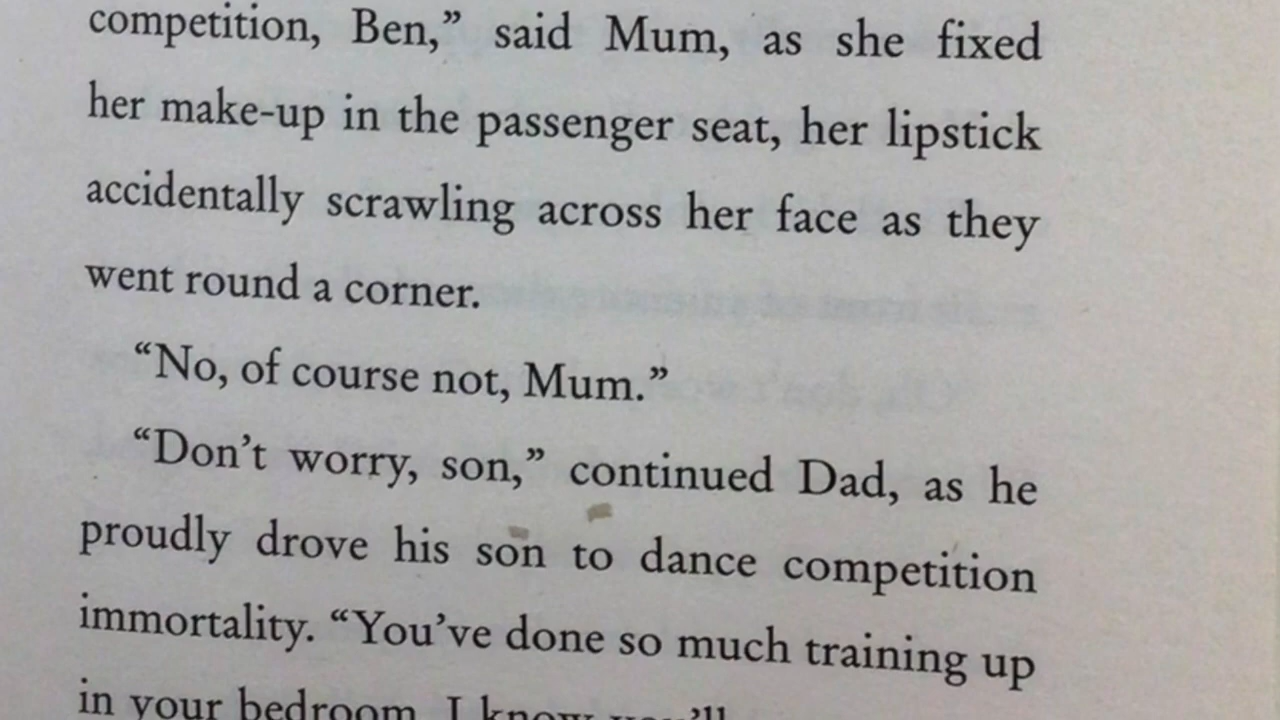 competition, Ben,” said Mum, as she fixed
her make-up in the passenger seat, her lipstick
accidentally scrawling across her face as they
went round a corner.
“No, of course not, Mum.”
“Don’t worry, son,” continued Dad, as he
proudly drove his son to dance competition
immortality. “You’ve done so much training up
in your bedroom, I know you’ll